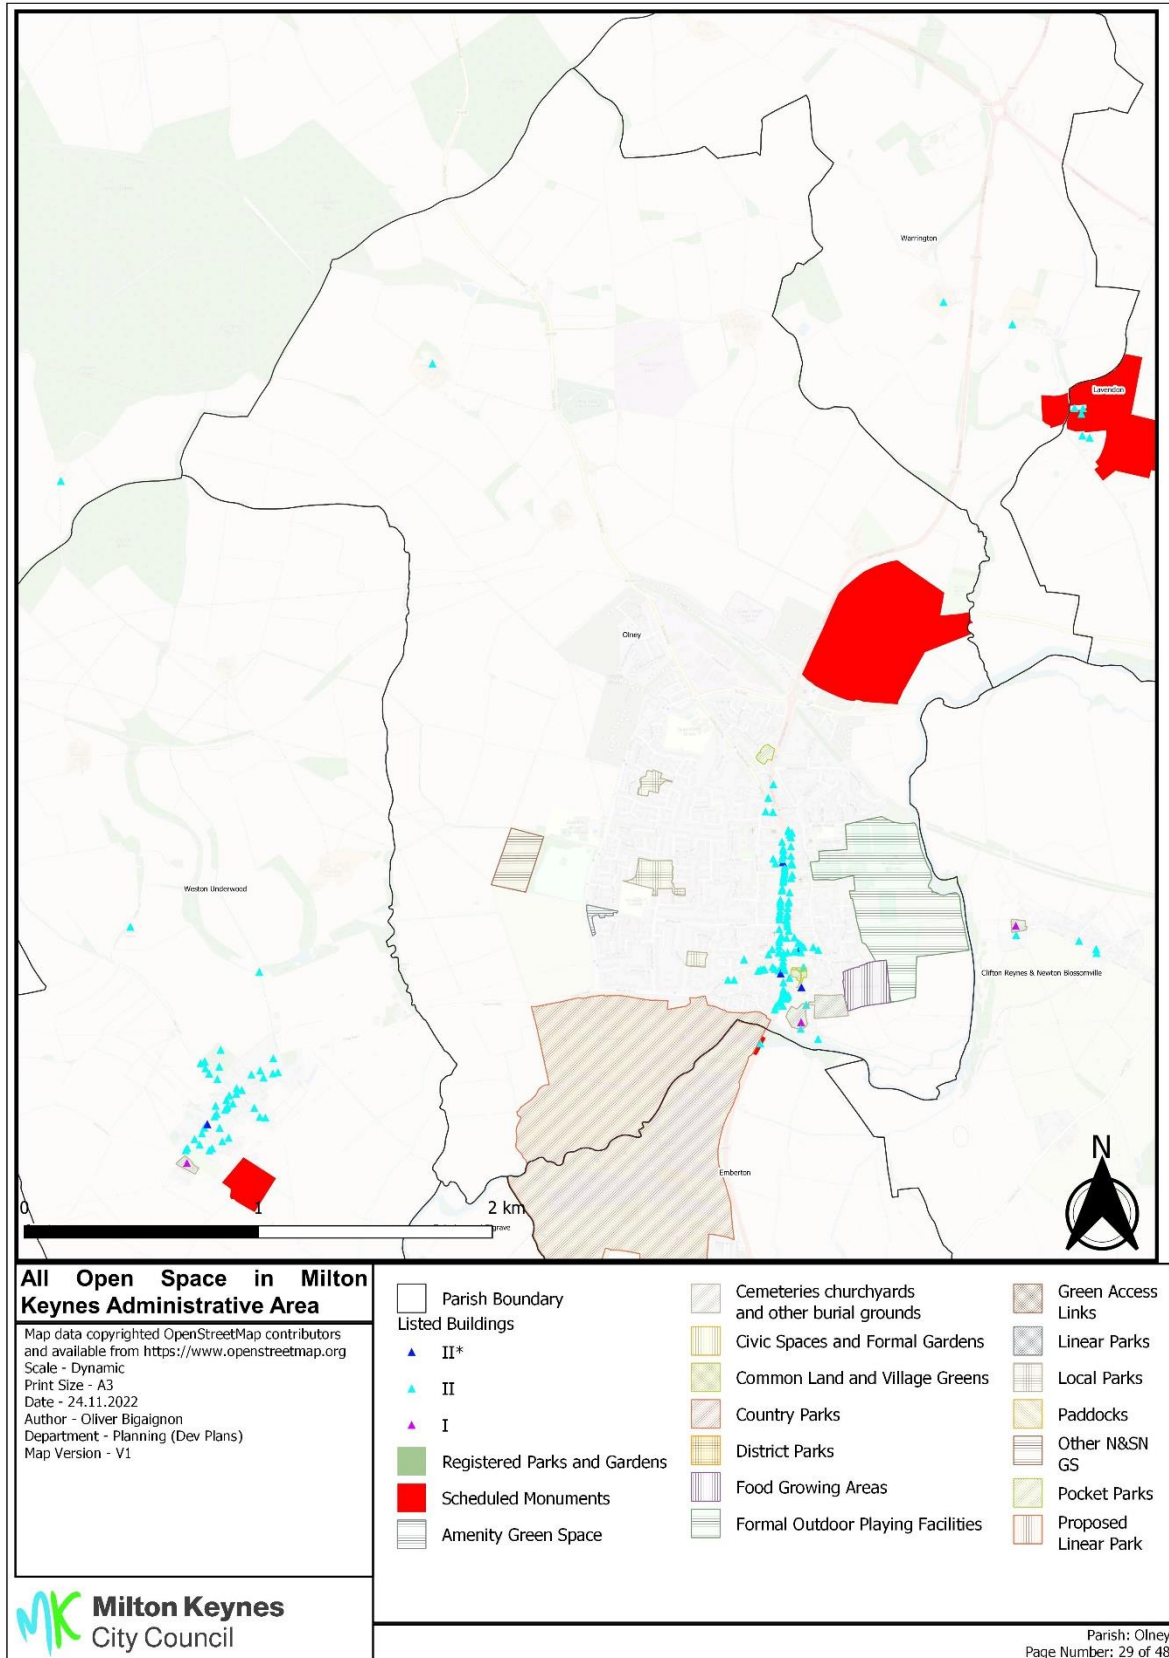 Warrington
Lavendon
Olney
Weston Underwood
Clifton Reynes & Newton Blossomville
Emberton
N
0
1
2 km
All Open Space in Milton
Keynes Administrative Area
Map data copyrighted OpenStreetMap contributors
and available from https://www.openstreetmap.org
Scale - Dynamic
Print Size - A3
Date - 24.11.2022
Author - Oliver Bigaignon
Department - Planning (Dev Plans)
Map Version - V1
Milton Keynes
City Council
Parish Boundary
Listed Buildings
II*
II
I
Registered Parks and Gardens
Scheduled Monuments
Amenity Green Space
Cemeteries churchyards
and other burial grounds
Civic Spaces and Formal Gardens
Common Land and Village Greens
Country Parks
District Parks
Food Growing Areas
Formal Outdoor Playing Facilities
Green Access
Links
Linear Parks
Local Parks
Paddocks
Other N&SN
GS
Pocket Parks
Proposed
Linear Park
Parish: Olney
Page Number: 29 of 48